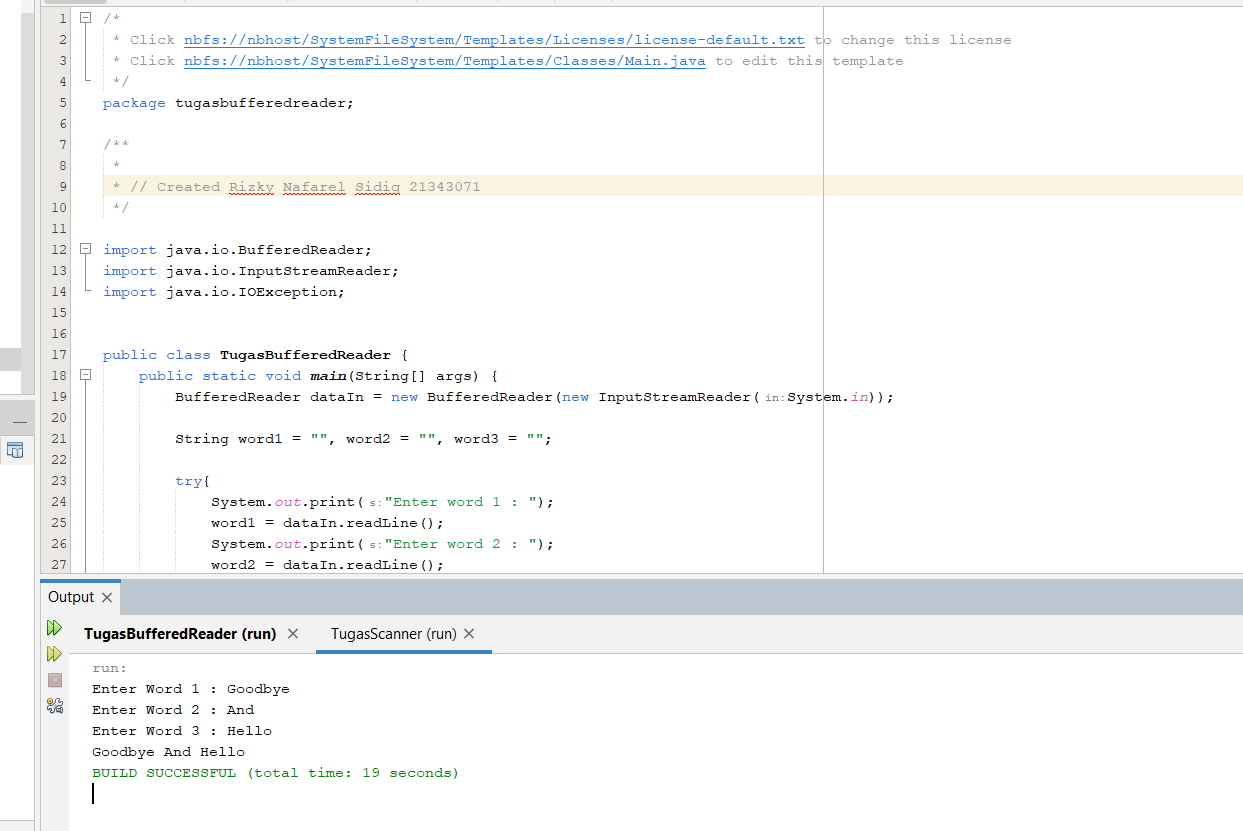 1 /*
2 * Click nbfs://nbhost/SystemFileSystem/Templates/Licenses/license-default.txt to change this license
3 * Click nbfs://nbhost/SystemFileSystem/Templates/Classes/Main.java to edit this template
4 */
5 package tugasbufferedreader;
6
7 /**
8 *
9 * // Created Rizky Nafarel Sidiq 21343071
10 */
11
12 import java.io.BufferedReader;
13 import java.io.InputStreamReader;
14 import java.io.IOException;
15
16
17 public class TugasBufferedReader {
18 public static void main(String[] args) {
19 BufferedReader dataIn = new BufferedReader(new InputStreamReader( in:System.in));
20
21 String word1 = "", word2 = "", word3 = "";
22
23 try{
24 System.out.print( s:"Enter word 1 : ");
25 word1 = dataIn.readLine();
26 System.out.print( s:"Enter word 2 : ");
27 word2 = dataIn.readLine();
Output
TugasBufferedReader (run) TugasScanner (run)
run:
Enter Word 1 : Goodbye
Enter Word 2 : And
Enter Word 3 : Hello
Goodbye And Hello
BUILD SUCCESSFUL (total time: 19 seconds)